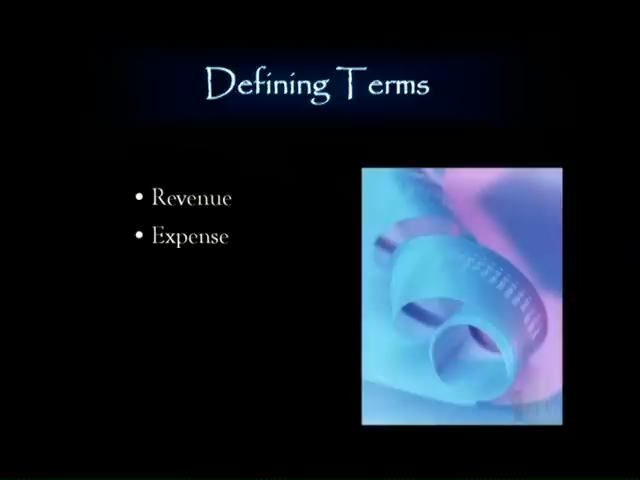 Defining Terms
• Revenue
• Expense